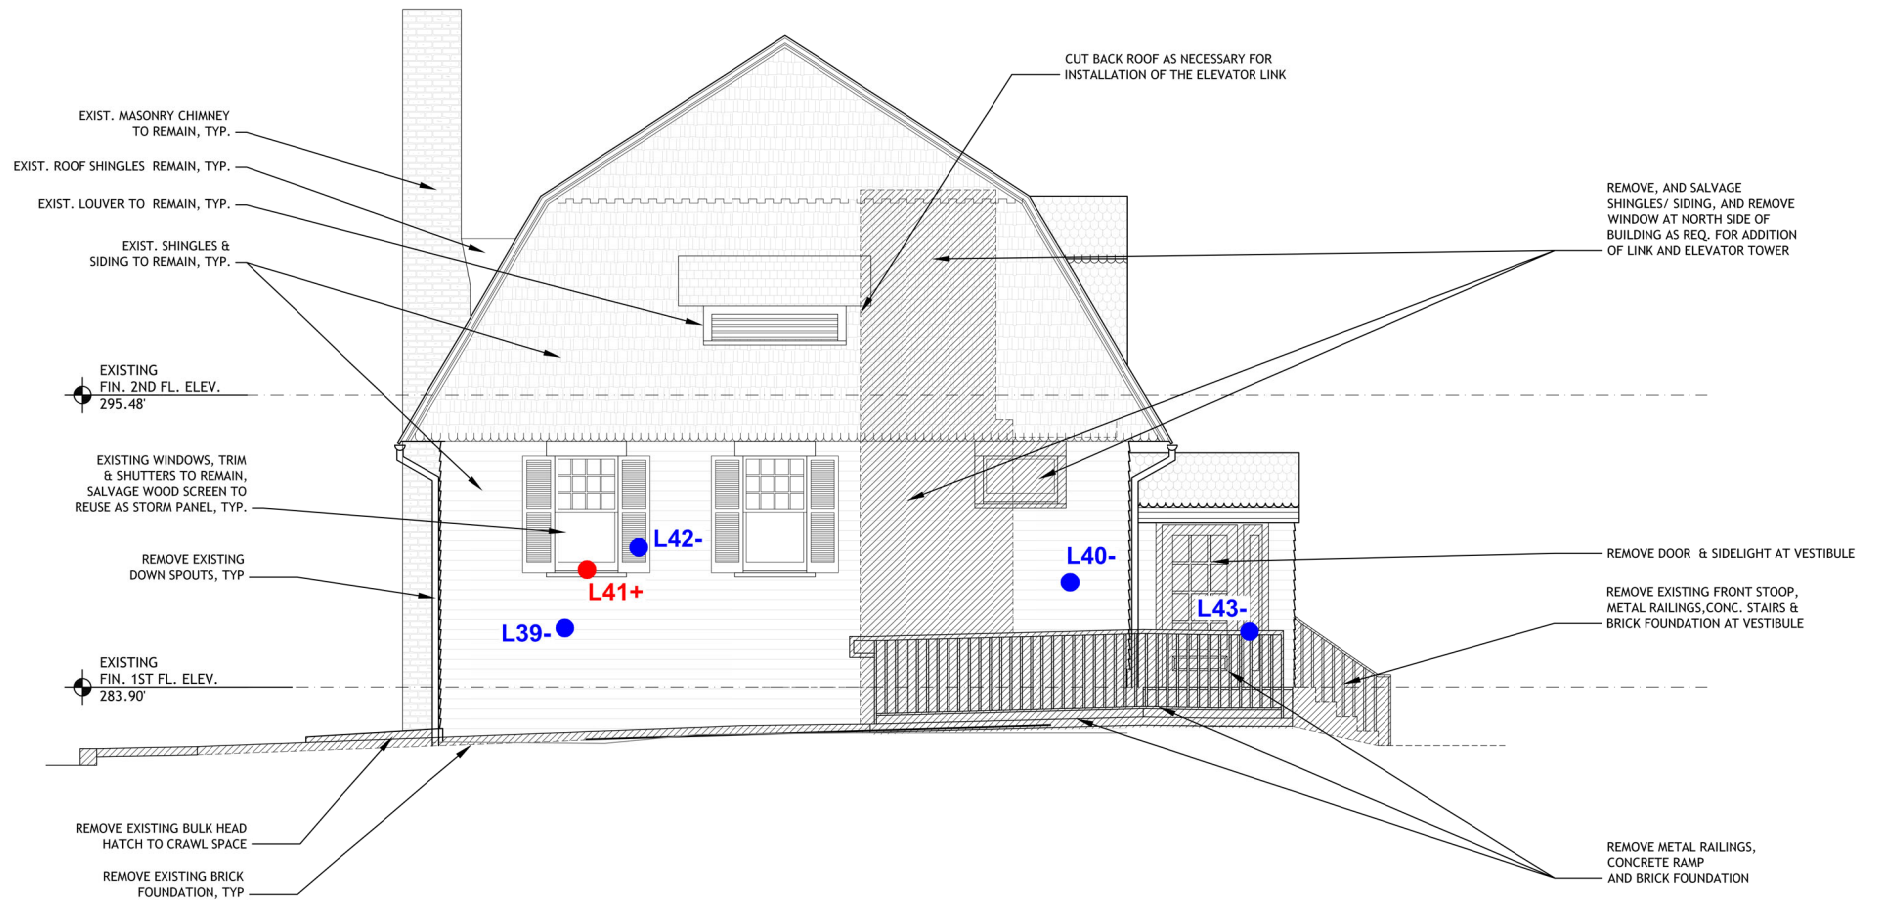 CUT BACK ROOF AS NECESSARY FOR
INSTALLATION OF THE ELEVATOR LINK
EXIST. MASONRY CHIMNEY
TO REMAIN, TYP.
EXIST. ROOF SHINGLES REMAIN, TYP.
EXIST. LOUVER TO REMAIN, TYP.
EXIST. SHINGLES &
SIDING TO REMAIN, TYP.
REMOVE, AND SALVAGE
SHINGLES/ SIDING, AND REMOVE
WINDOW AT NORTH SIDE OF
BUILDING AS REQ. FOR ADDITION
OF LINK AND ELEVATOR TOWER
EXISTING
FIN. 2ND FL. ELEV.
295.48'
EXISTING WINDOWS, TRIM
& SHUTTERS TO REMAIN,
SALVAGE WOOD SCREEN TO
REUSE AS STORM PANEL, TYP.
L42-
L40-
L41+
L43-
L39-
REMOVE EXISTING
DOWN SPOUTS, TYP
REMOVE DOOR & SIDELIGHT AT VESTIBULE
REMOVE EXISTING FRONT STOOP,
METAL RAILINGS,CONC. STAIRS &
BRICK FOUNDATION AT VESTIBULE
EXISTING
FIN. 1ST FL. ELEV.
283.90'
REMOVE EXISTING BULK HEAD
HATCH TO CRAWL SPACE
REMOVE EXISTING BRICK
FOUNDATION, TYP
REMOVE METAL RAILINGS,
CONCRETE RAMP
AND BRICK FOUNDATION